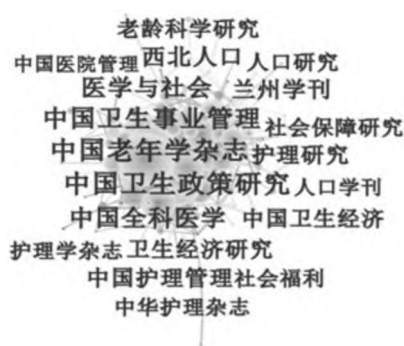 老龄科学研究
中国医院管理 西北人口 人口研究
医学与社会 兰州学刊
中国卫生事业管理 社会保障研究
中国老年学杂志 护理研究
中国卫生政策研究 人口学刊
中国全科医学 中国卫生经济
护理学杂志 卫生经济研究
中国护理管理 社会福利
中华护理杂志